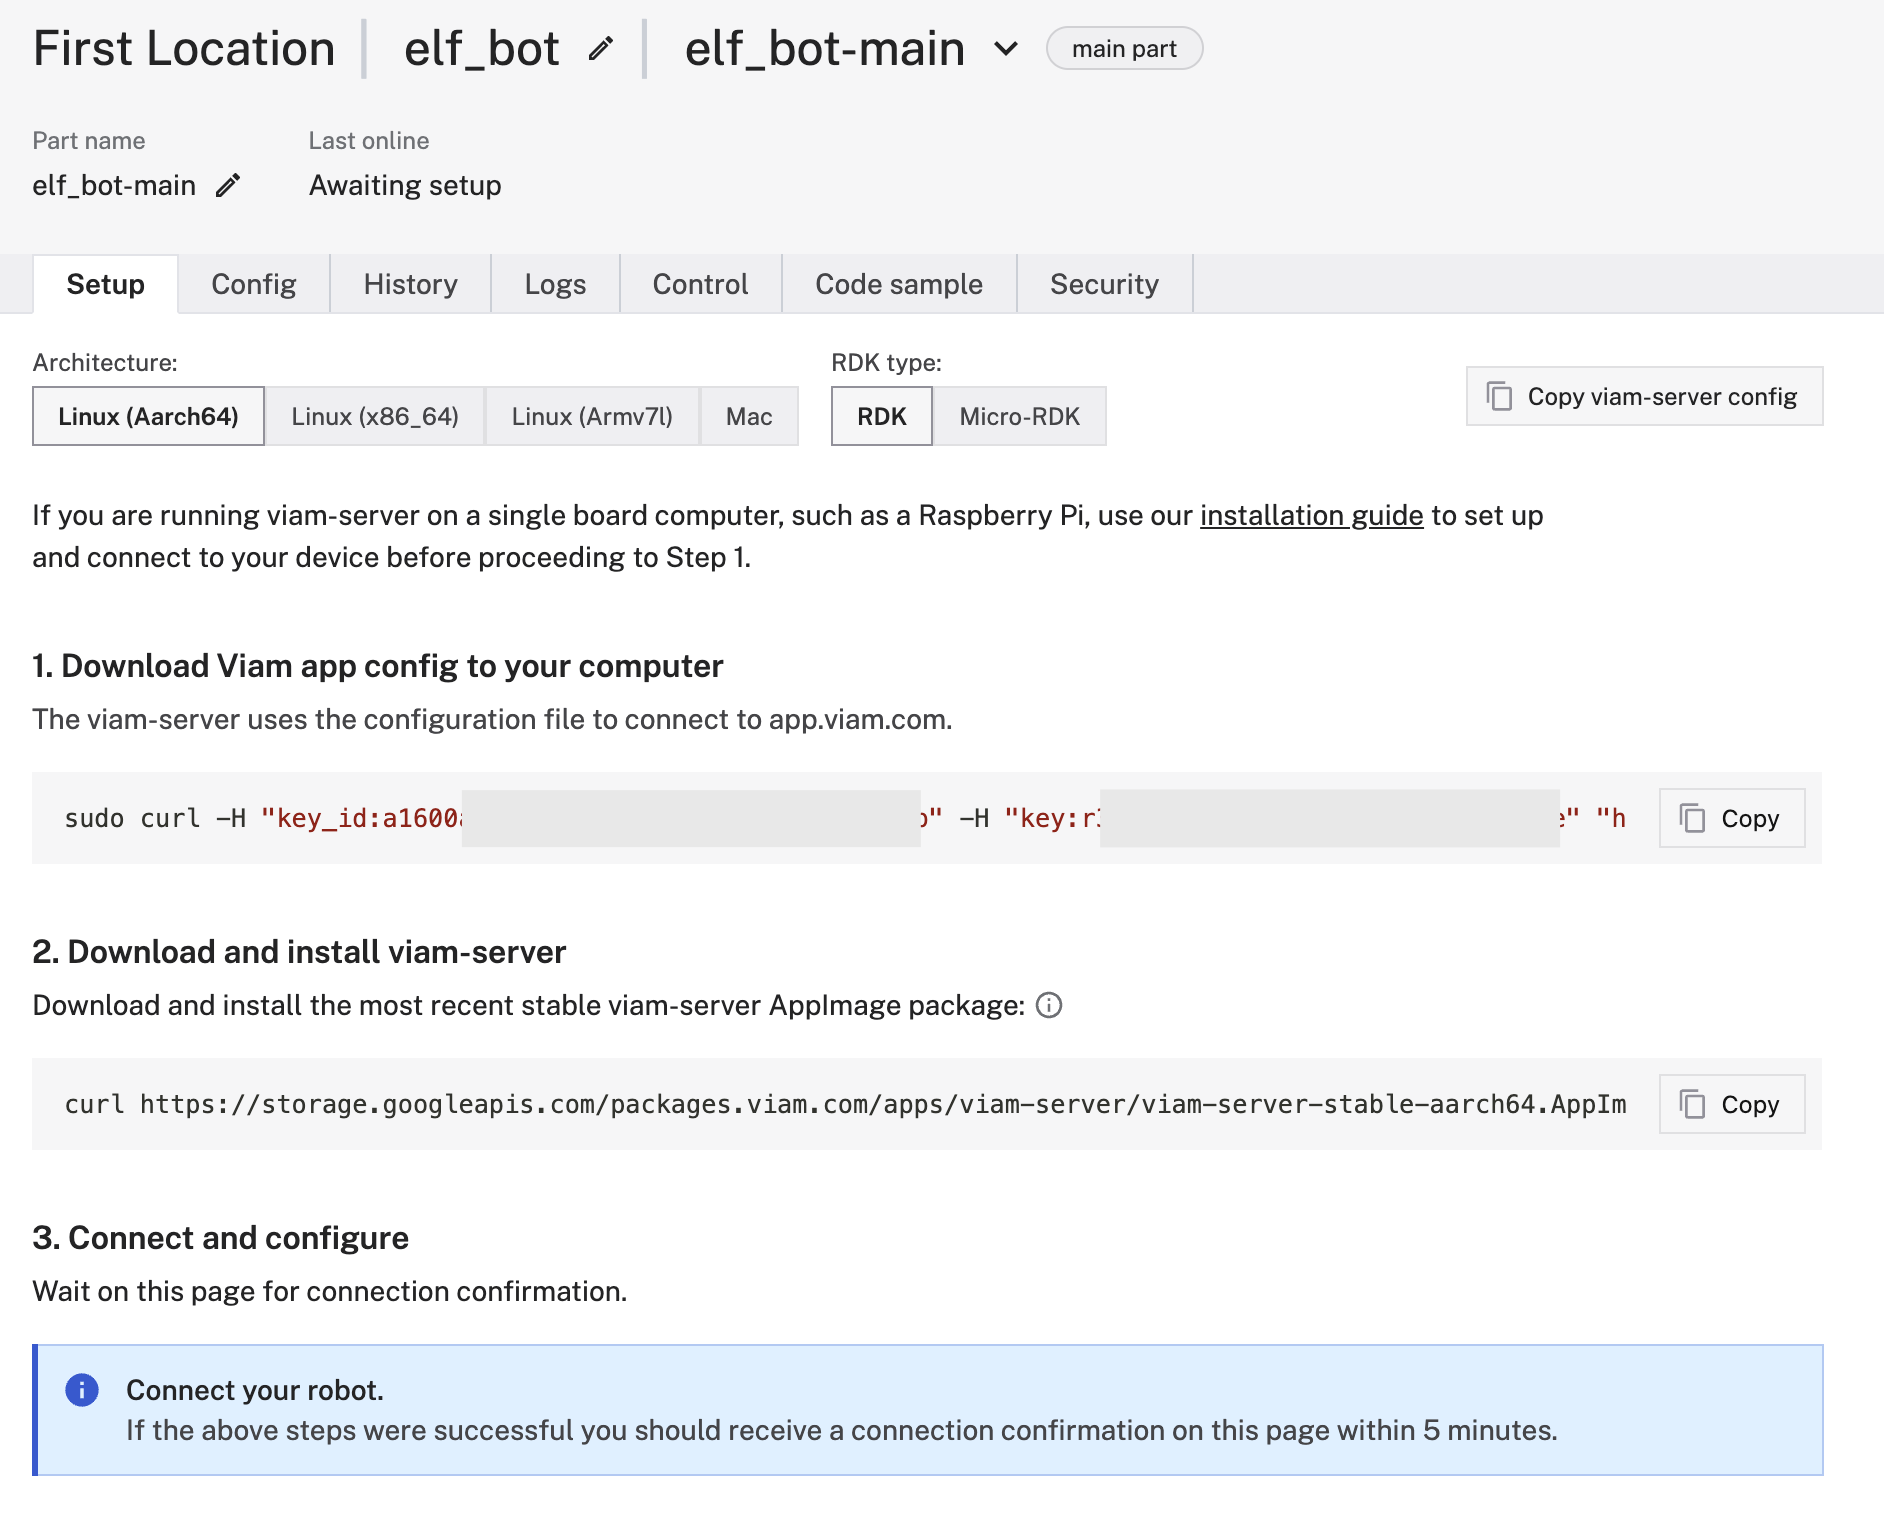 First Location elf_bot elf_bot-main main part
Part name Last online
elf_bot-main Awaiting setup
Setup Config History Logs Control Code sample Security
Architecture: RDK type:
Linux (Aarch64) Linux (x86_64) Linux (Armv7l) Mac RDK Micro-RDK Copy viam-server config
If you are running viam-server on a single board computer, such as a Raspberry Pi, use our installation guide to set up
and connect to your device before proceeding to Step 1.
1. Download Viam app config to your computer
The viam-server uses the configuration file to connect to app.viam.com.
sudo curl -H "key_id:a1600 " -H "key:r e" "h Copy
2. Download and install viam-server
Download and install the most recent stable viam-server AppImage package:
curl https://storage.googleapis.com/packages.viam.com/apps/viam-server/viam-server-stable-aarch64.AppIm Copy
3. Connect and configure
Wait on this page for connection confirmation.
Connect your robot.
If the above steps were successful you should receive a connection confirmation on this page within 5 minutes.